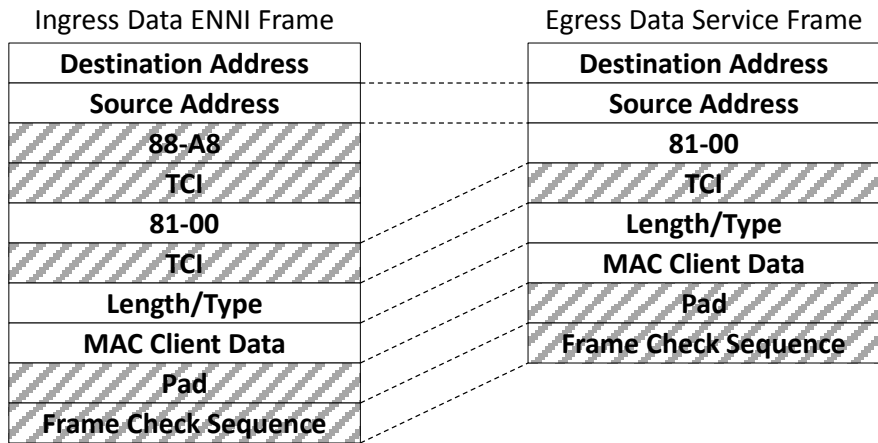 Ingress Data ENNI Frame
Destination Address
Source Address
88-A8
TCI
81-00
TCI
Length/Type
MAC Client Data
Pad
Frame Check Sequence
Egress Data Service Frame
Destination Address
Source Address
81-00
TCI
Length/Type
MAC Client Data
Pad
Frame Check Sequence